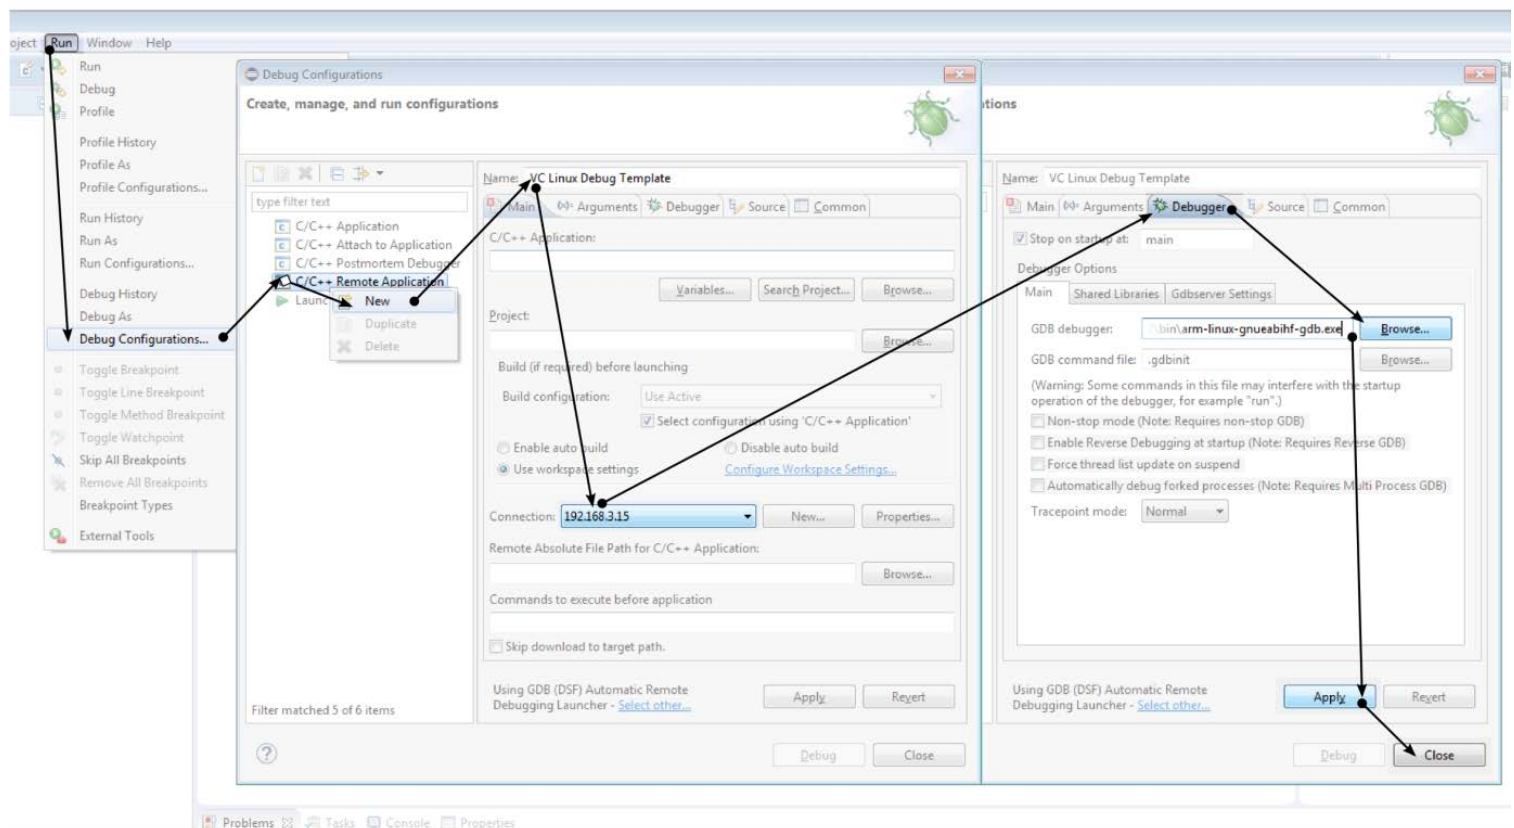 oject Run Window Help
Run
Debug
Profile
Profile History
Profile As
Profile Configurations...
Run History
Run As
Run Configurations...
Debug History
Debug As
Debug Configurations...
Toggle Breakpoint
Toggle Line Breakpoint
Toggle Method Breakpoint
Toggle Watchpoint
Skip All Breakpoints
Remove All Breakpoints
Breakpoint Types
External Tools
Debug Configurations
Create, manage, and run configurations
type filter text
C/C++ Application
C/C++ Attach to Application
C/C++ Postmortem Debugger
C/C++ Remote Application
Launc
New
Duplicate
Delete
Filter matched 5 of 6 items
Name: VC Linux Debug Template
Main Arguments Debugger Source Common
C/C++ Application:
Variables... Search Project... Browse...
Project:
Browse...
Build (if required) before launching
Build configuration: Use Active
Select configuration using 'C/C++ Application'
Enable auto build Disable auto build
Use workspace settings Configure Workspace Settings...
Connection: 192.168.3.15 New... Properties...
Remote Absolute File Path for C/C++ Application:
Browse...
Commands to execute before application
Skip download to target path.
Using GDB (DSF) Automatic Remote
Debugging Launcher - Select other...
Apply Revert
Debug Close
tions
Name: VC Linux Debug Template
Main Arguments Debugger Source Common
Stop on startup at: main
Debugger Options
Main Shared Libraries Gdbserver Settings
GDB debugger: \bin\arm-linux-gnueabihf-gdb.exe Browse...
GDB command file: .gdbinit Browse...
(Warning: Some commands in this file may interfere with the startup
operation of the debugger, for example "run".)
Non-stop mode (Note: Requires non-stop GDB)
Enable Reverse Debugging at startup (Note: Requires Reverse GDB)
Force thread list update on suspend
Automatically debug forked processes (Note: Requires Multi Process GDB)
Tracepoint mode: Normal
Using GDB (DSF) Automatic Remote
Debugging Launcher - Select other...
Apply Revert
Debug Close
Problems Tasks Console Properties